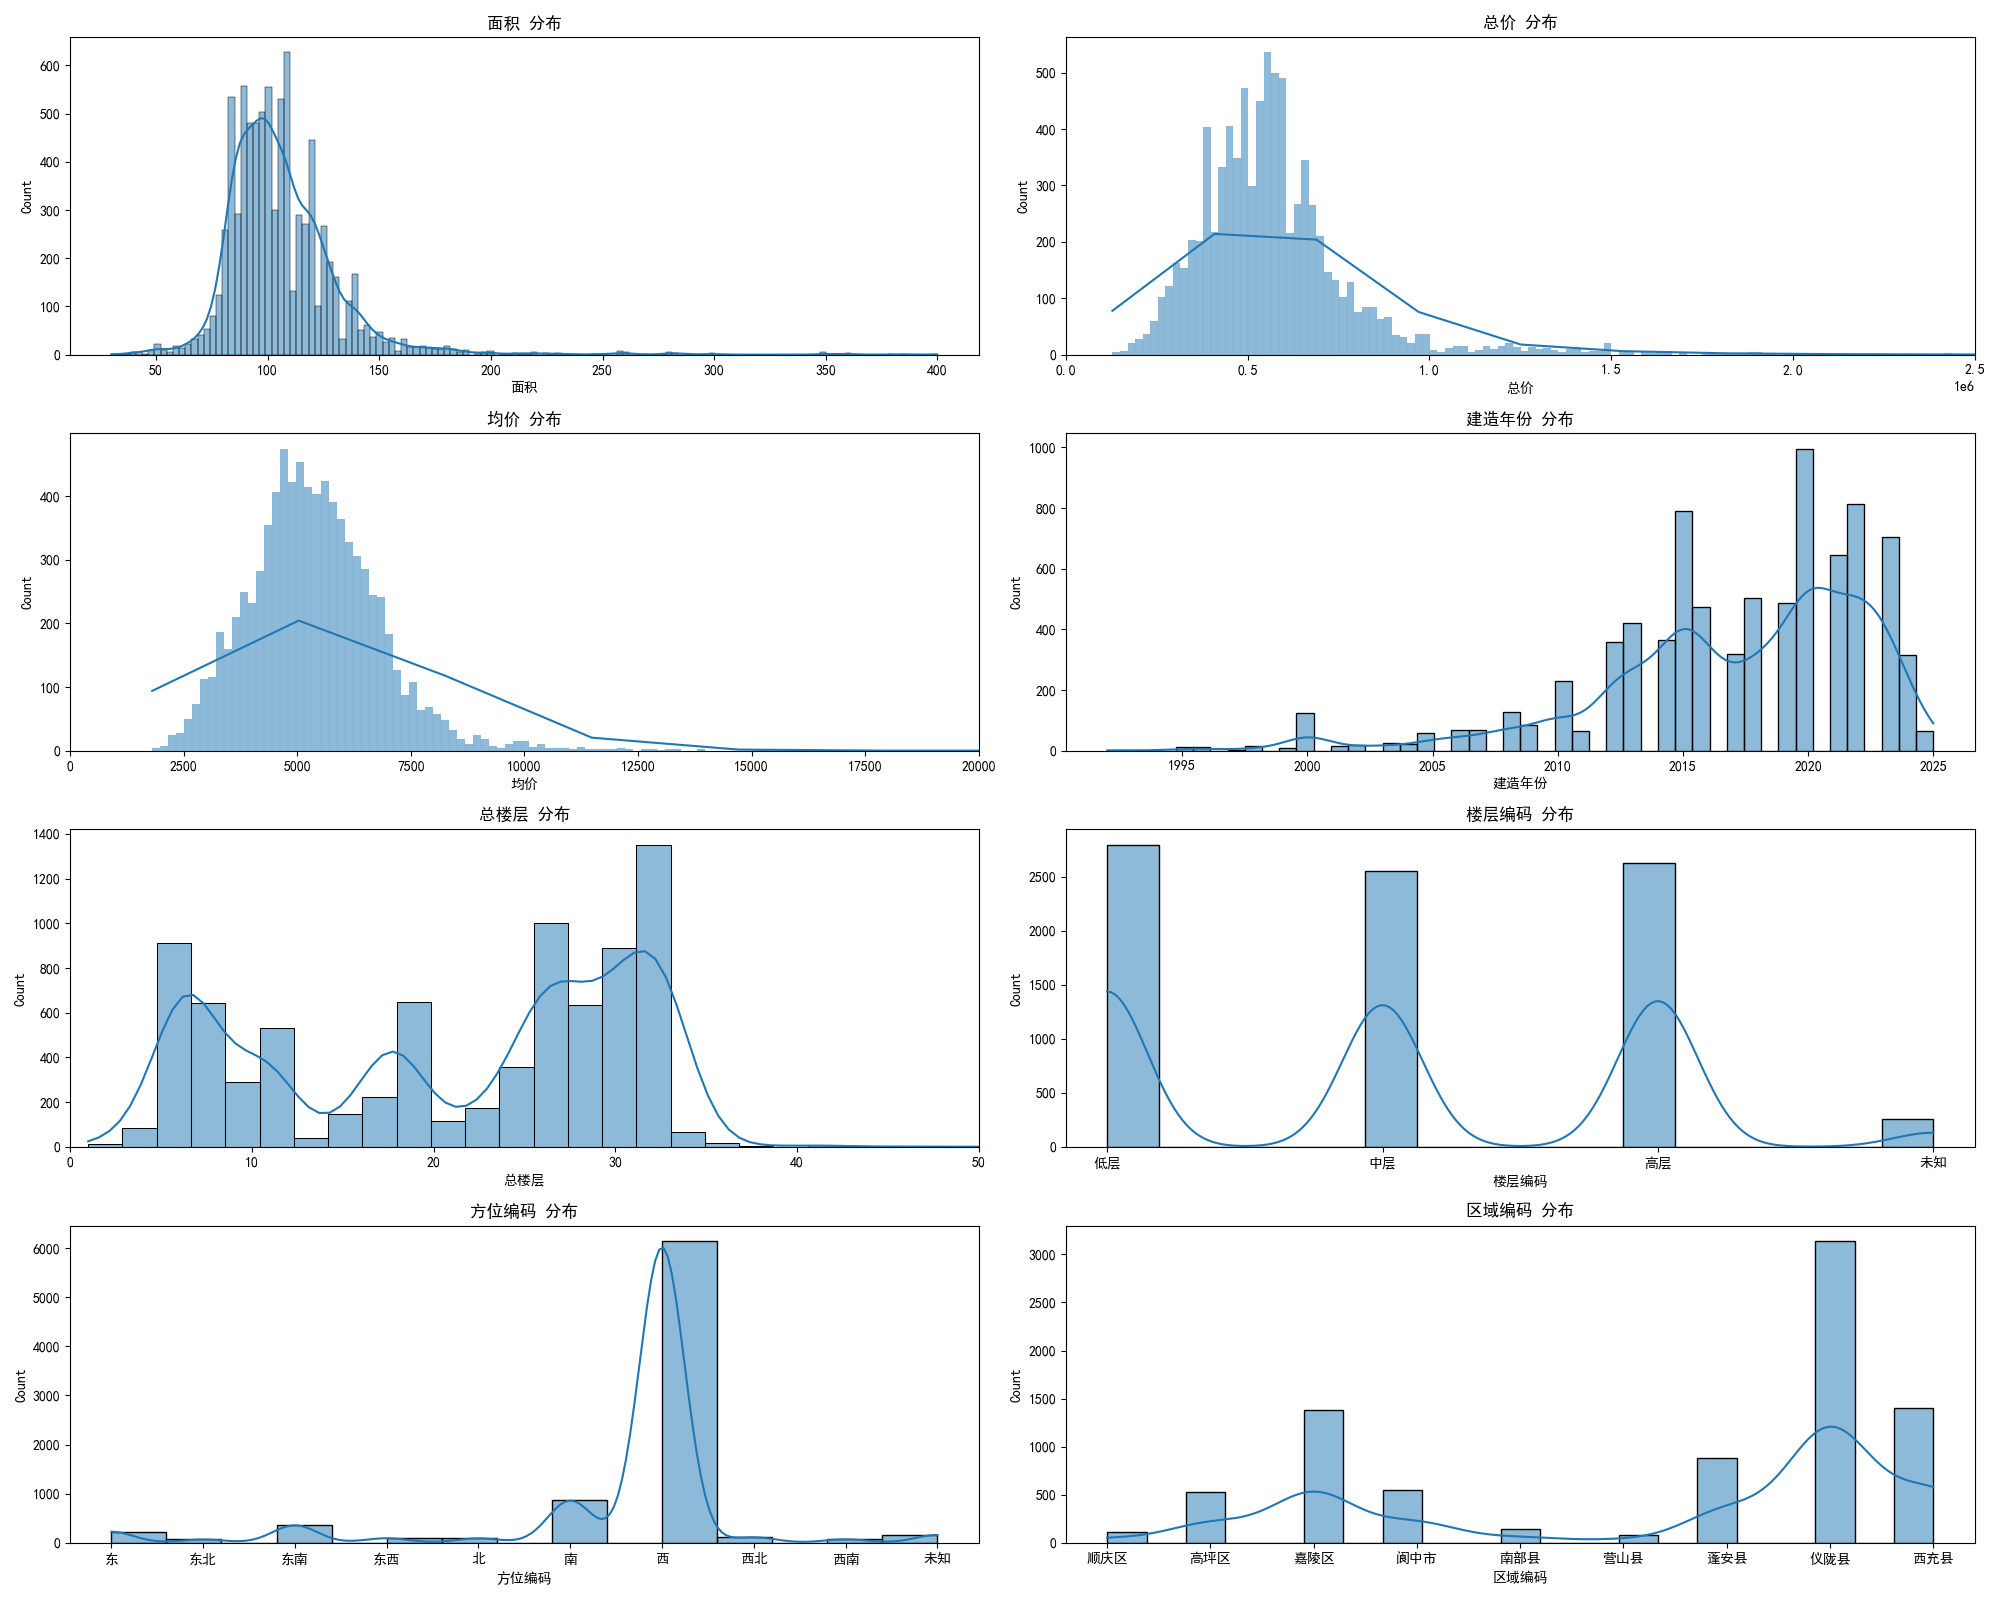 面积 分布
Count
600
500
400
300
200
100
0
50 100 150 200 250 300 350 400
面积
总价 分布
Count
500
400
300
200
100
0
0.0 0.5 1.0 1.5 2.0 2.5
1e6
总价
均价 分布
Count
400
300
200
100
0
0 2500 5000 7500 10000 12500 15000 17500 20000
均价
建造年份 分布
Count
1000
800
600
400
200
0
1995 2000 2005 2010 2015 2020 2025
建造年份
总楼层 分布
Count
1400
1200
1000
800
600
400
200
0
0 10 20 30 40 50
总楼层
楼层编码 分布
Count
2500
2000
1500
1000
500
0
低层 中层 高层 未知
楼层编码
方位编码 分布
Count
6000
5000
4000
3000
2000
1000
0
东 东北 东南 东西 北 南 西 西北 西南 未知
方位编码
区域编码 分布
Count
3000
2500
2000
1500
1000
500
0
顺庆区 高坪区 嘉陵区 阆中市 南部县 营山县 蓬安县 仪陇县 西充县
区域编码